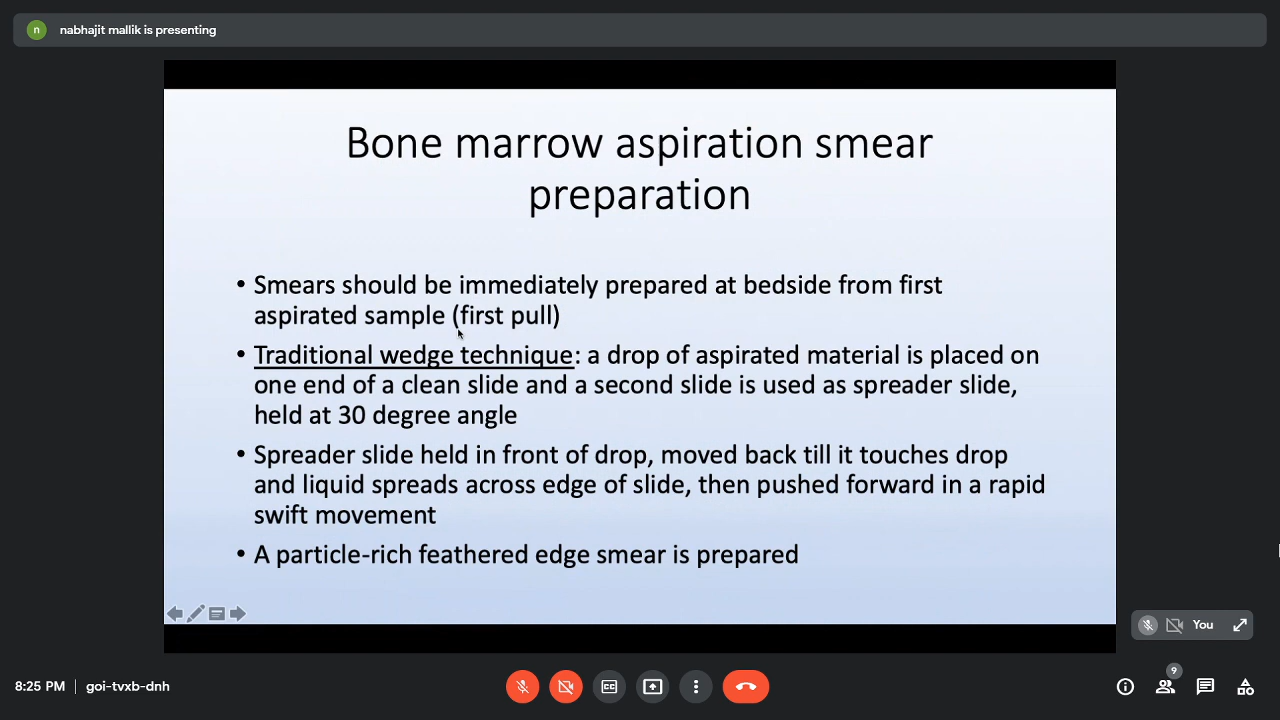 n
nabhajit mallik is presenting
Bone marrow aspiration smear
preparation
• Smears should be immediately prepared at bedside from first
aspirated sample (first pull)
• Traditional wedge technique: a drop of aspirated material is placed on
one end of a clean slide and a second slide is used as spreader slide,
held at 30 degree angle
• Spreader slide held in front of drop, moved back till it touches drop
and liquid spreads across edge of slide, then pushed forward in a rapid
swift movement
• A particle-rich feathered edge smear is prepared
You
8:25 PM | goi-tvxb-dnh
CC
9